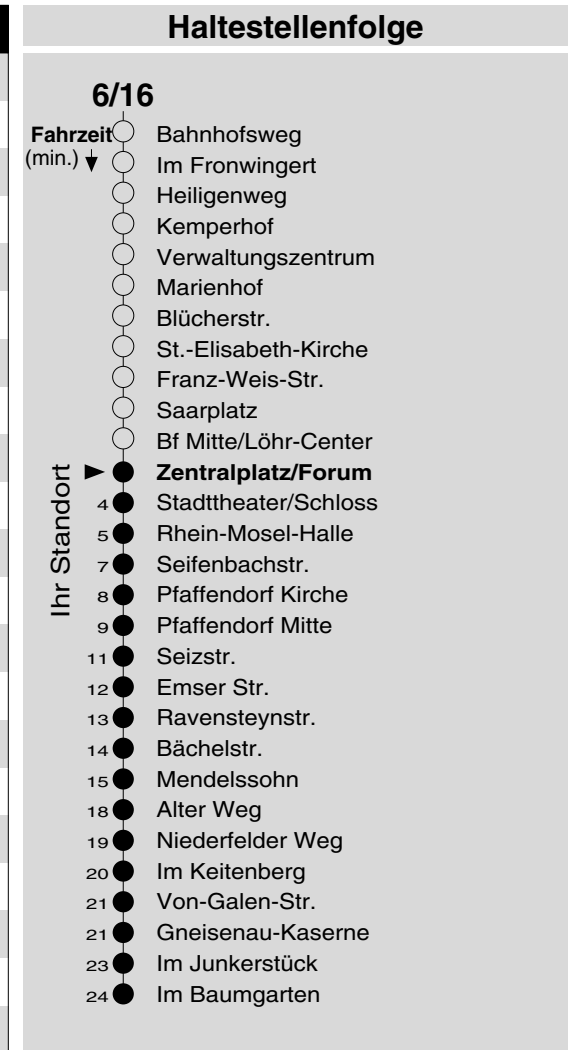 Haltestellenfolge
6/16
Fahrzeit Bahnhofsweg
(min.) Im Fronwingert
Heiligenweg
Kemperhof
Verwaltungszentrum
Marienhof
Blücherstr.
St.-Elisabeth-Kirche
Franz-Weis-Str.
Saarplatz
Bf Mitte/Löhr-Center
Ihr Standort
Zentralplatz/Forum
4 Stadttheater/Schloss
5 Rhein-Mosel-Halle
7 Seifenbachstr.
8 Pfaffendorf Kirche
9 Pfaffendorf Mitte
11 Seizstr.
12 Emser Str.
13 Ravensteynstr.
14 Bächelstr.
15 Mendelssohn
18 Alter Weg
19 Niederfelder Weg
20 Im Keitenberg
21 Von-Galen-Str.
21 Gneisenau-Kaserne
23 Im Junkerstück
24 Im Baumgarten